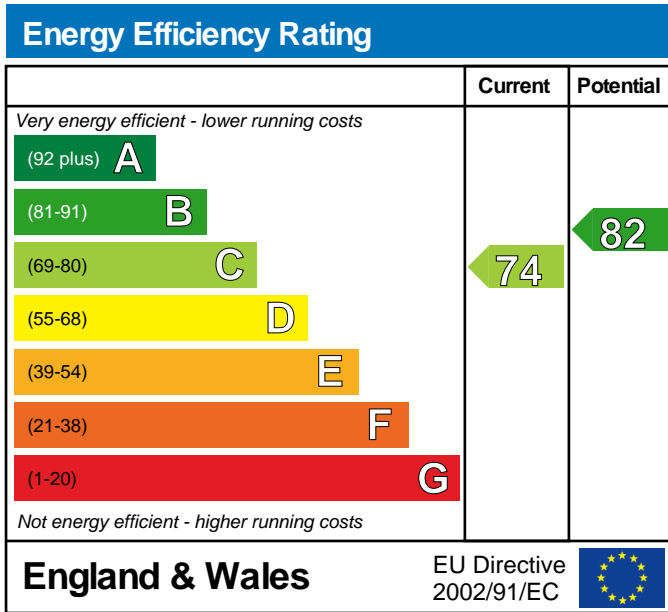 Energy Efficiency Rating
Current Potential
Very energy efficient - lower running costs
(92 plus) A
(81-91) B
82
(69-80) C
74
(55-68) D
(39-54) E
(21-38) F
(1-20) G
Not energy efficient - higher running costs
England & Wales
EU Directive
2002/91/EC